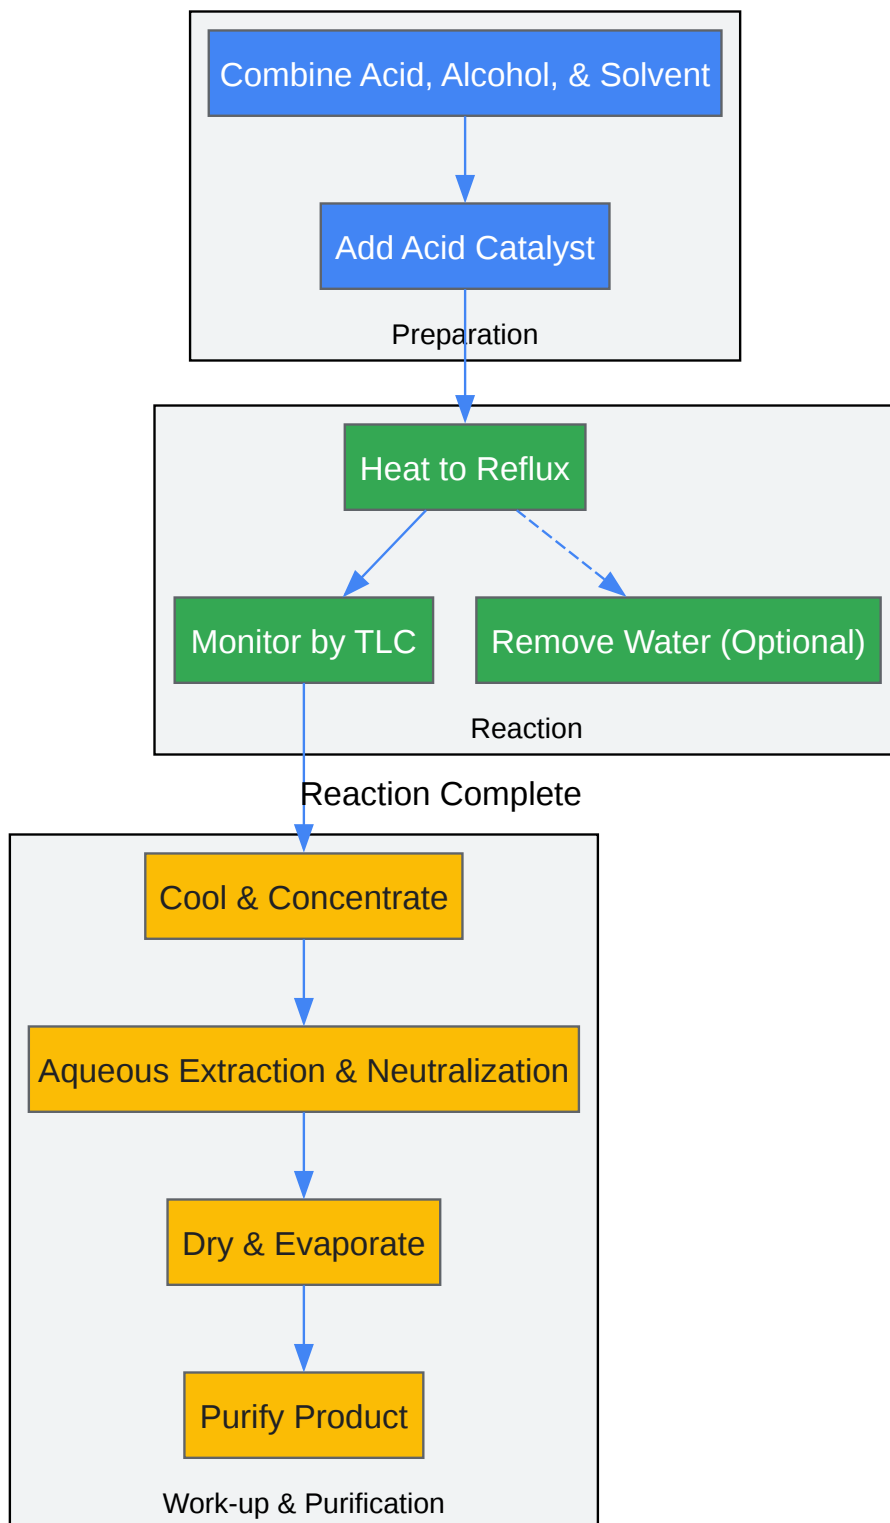 Combine Acid, Alcohol, & Solvent
Add Acid Catalyst
Preparation
Heat to Reflux
Monitor by TLC
Remove Water (Optional)
Reaction
Reaction Complete
Cool & Concentrate
Aqueous Extraction & Neutralization
Dry & Evaporate
Purify Product
Work-up & Purification